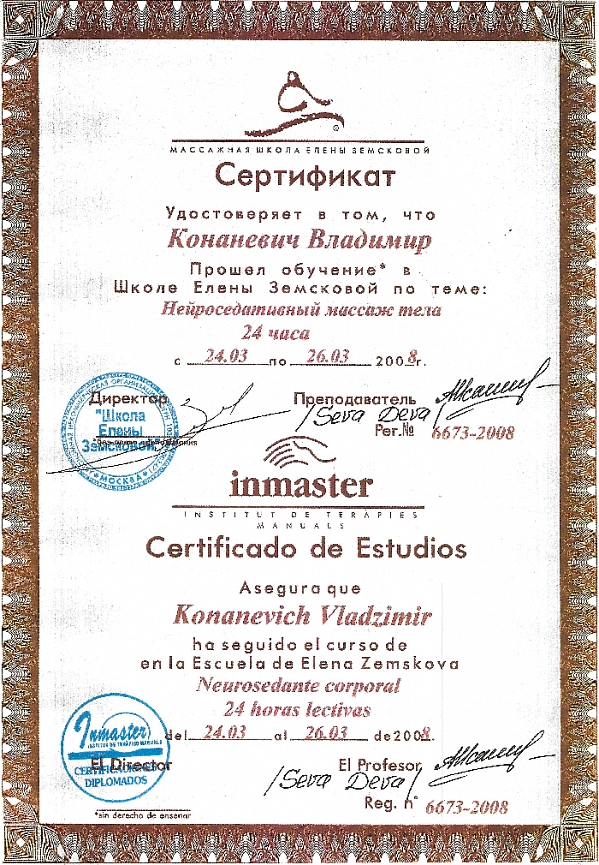 МАССАЖНАЯ ШКОЛА ЕЛЕНЫ ЗЕМСКОВОЙ
Сертификат
Удостоверяет в том, что
Конаневич Владимир
Прошел обучение* в
Школе Елены Земсковой по теме:
Нейроседативный массаж тела
24 часа
с 24.03 по 26.03 2008г.
Директор Преподаватель
/Seva Deva/
"Школа
Елены
Земсковой"
МОСКВА
Рег.№ 6673-2008
inmaster
INSTITUT DE TERAPIES
MANUALS
Certificado de Estudios
Asegura que
Konanevich Vladzimir
ha seguido el curso de
en la Escuela de Elena Zemskova
Neurosedante corporal
24 horas lectivas
del 24.03 al 26.03 de 2008.
Inmaster
DIPLOMADOS
El Director El Profesor
/Seva Deva/
Reg. n° 6673-2008
*sin derecho de ensenar